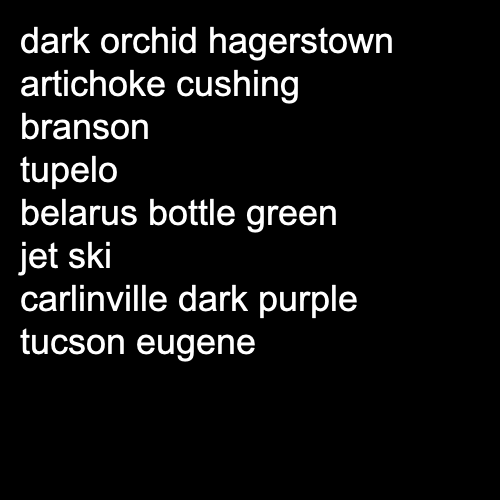 dark orchid hagerstown
artichoke cushing
branson
tupelo
belarus bottle green
jet ski
carlinville dark purple
tucson eugene